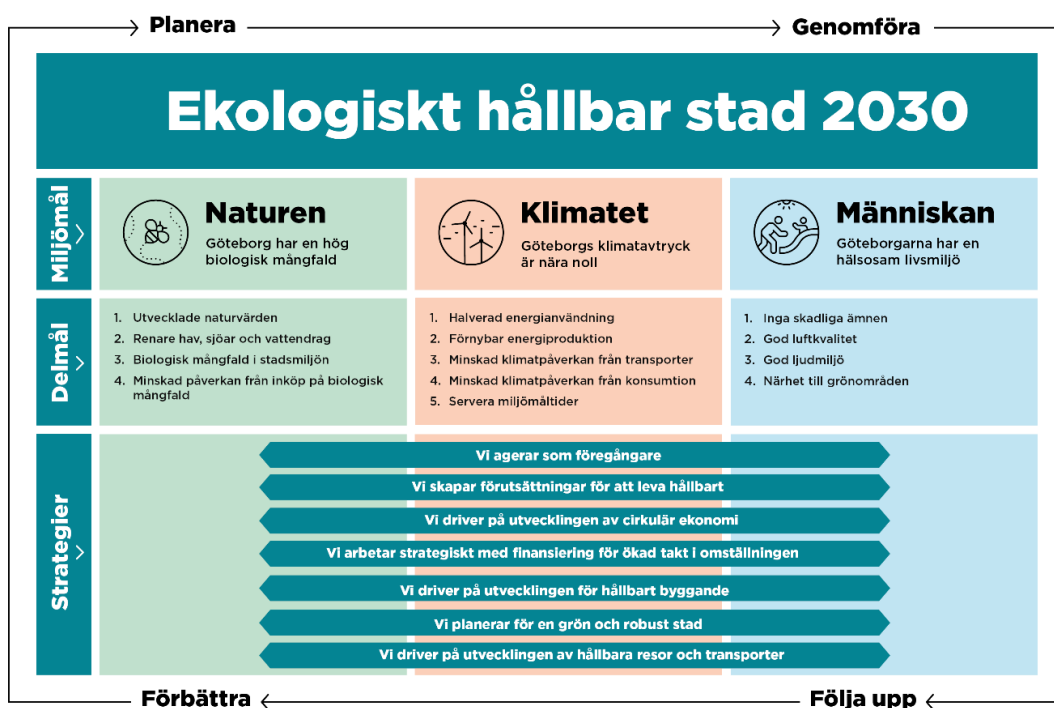 Planera
Genomföra
Ekologiskt hållbar stad 2030
Miljömål
Naturen
Göteborg har en hög
biologisk mångfald
Klimatet
Göteborgs klimatavtryck
är nära noll
Människan
Göteborgarna har en
hälsosam livsmiljö
Delmål
1. Utvecklade naturvärden
2. Renare hav, sjöar och vattendrag
3. Biologisk mångfald i stadsmiljön
4. Minskad påverkan från inköp på biologisk
mångfald
1. Halverad energianvändning
2. Förnybar energiproduktion
3. Minskad klimatpåverkan från transporter
4. Minskad klimatpåverkan från konsumtion
5. Servera miljömåltider
1. Inga skadliga ämnen
2. God luftkvalitet
3. God ljudmiljö
4. Närhet till grönområden
Strategier
Vi agerar som föregångare
Vi skapar förutsättningar för att leva hållbart
Vi driver på utvecklingen av cirkulär ekonomi
Vi arbetar strategiskt med finansiering för ökad takt i omställningen
Vi driver på utvecklingen för hållbart byggande
Vi planerar för en grön och robust stad
Vi driver på utvecklingen av hållbara resor och transporter
Förbättra
Följa upp